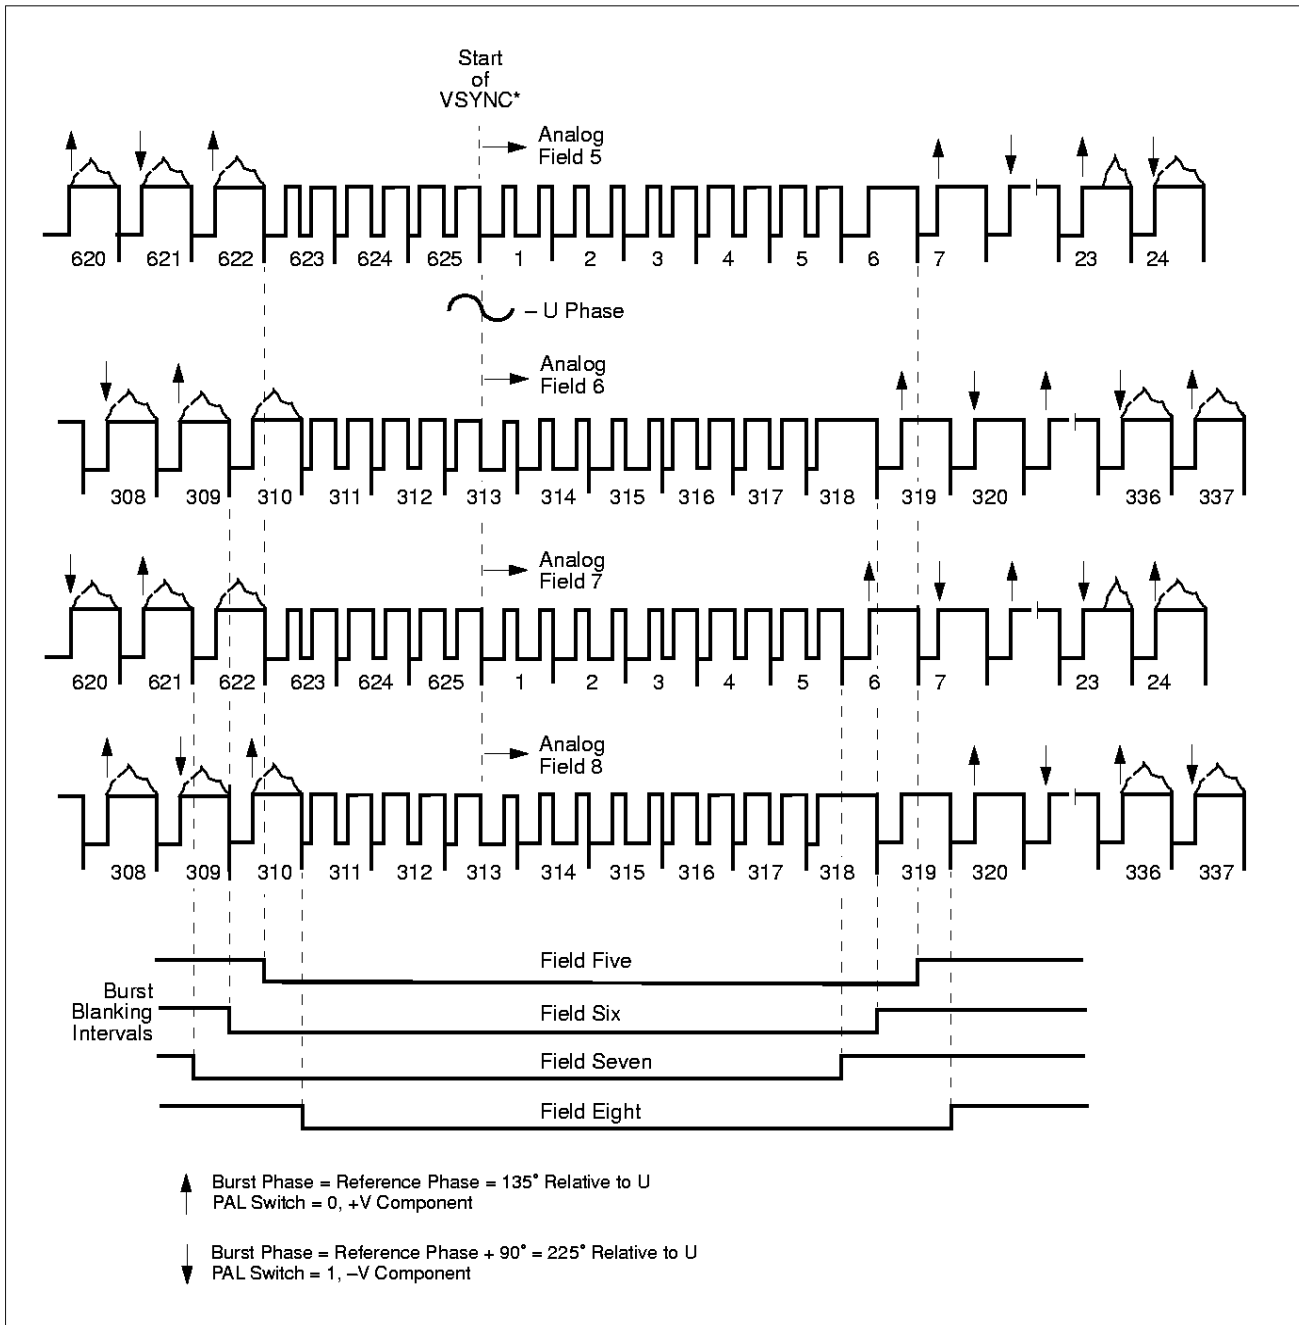 Start
of
VSYNC*
Analog
Field 5
620 621 622 623 624 625 1 2 3 4 5 6 7 23 24
– U Phase
Analog
Field 6
308 309 310 311 312 313 314 315 316 317 318 319 320 336 337
Analog
Field 7
620 621 622 623 624 625 1 2 3 4 5 6 7 23 24
Analog
Field 8
308 309 310 311 312 313 314 315 316 317 318 319 320 336 337
Field Five
Burst
Blanking
Intervals
Field Six
Field Seven
Field Eight
Burst Phase = Reference Phase = 135° Relative to U
PAL Switch = 0, +V Component
Burst Phase = Reference Phase + 90° = 225° Relative to U
PAL Switch = 1, –V Component